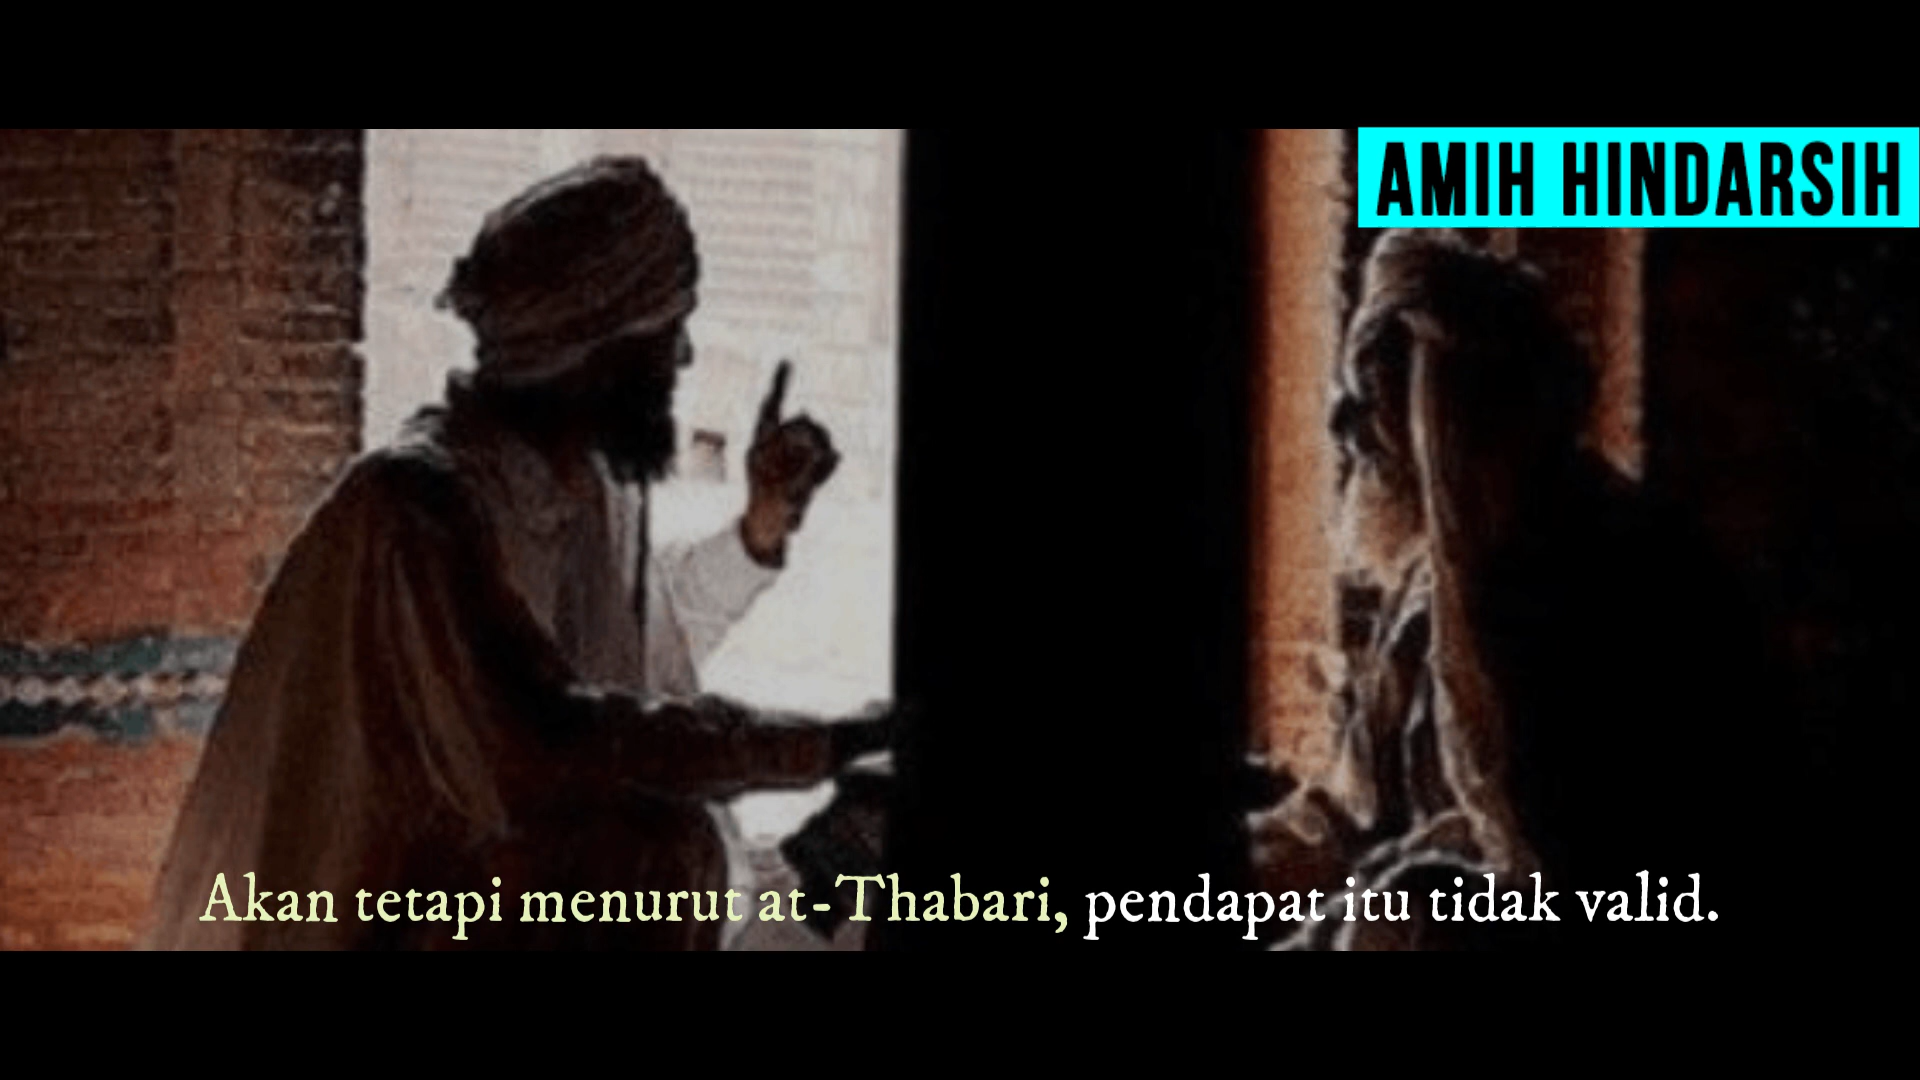 AMIH HINDARSIH
Akan tetapi menurut at-Thabari, pendapat itu tidak valid.